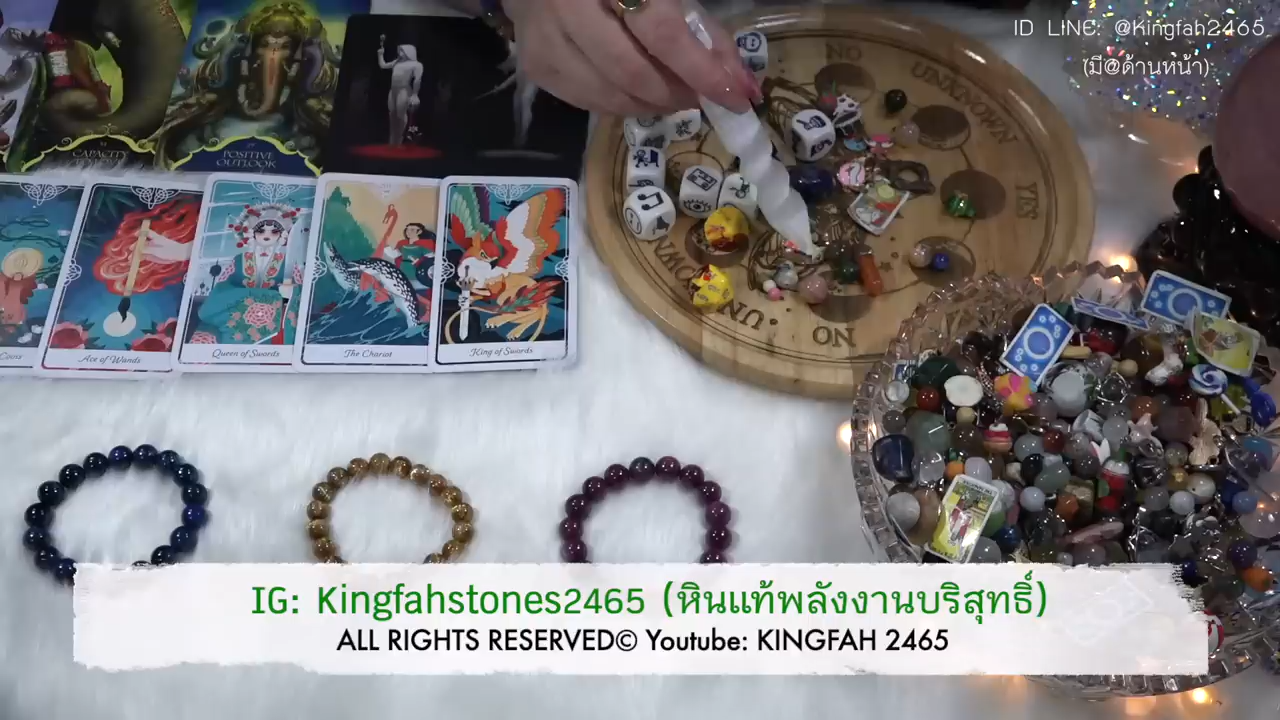 ID LINE: @Kingfah2465
(มี@ด้านหน้า)
NO
UNKNOWN
YES
CAPACITY
POSITIVE
OUTLOOK
Ace of Wands
Queen of Swords
The Chariot
King of Swords
UNKNOWN
NO
IG: Kingfahstones2465 (หินแท้พลังงานบริสุทธิ์)
ALL RIGHTS RESERVED© Youtube: KINGFAH 2465